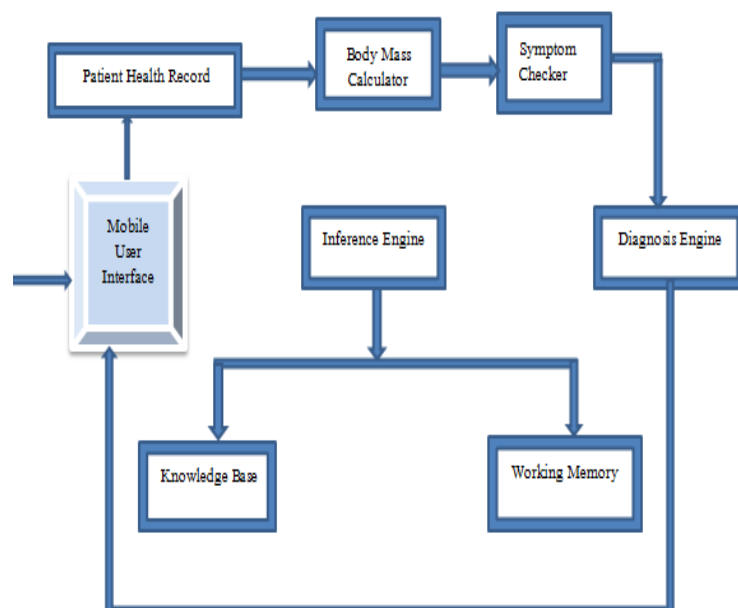 Patient Health Record
Body Mass
Calculator
Symptom
Checker
Mobile
User
Interface
Inference Engine
Diagnosis Engine
Knowledge Base
Working Memory